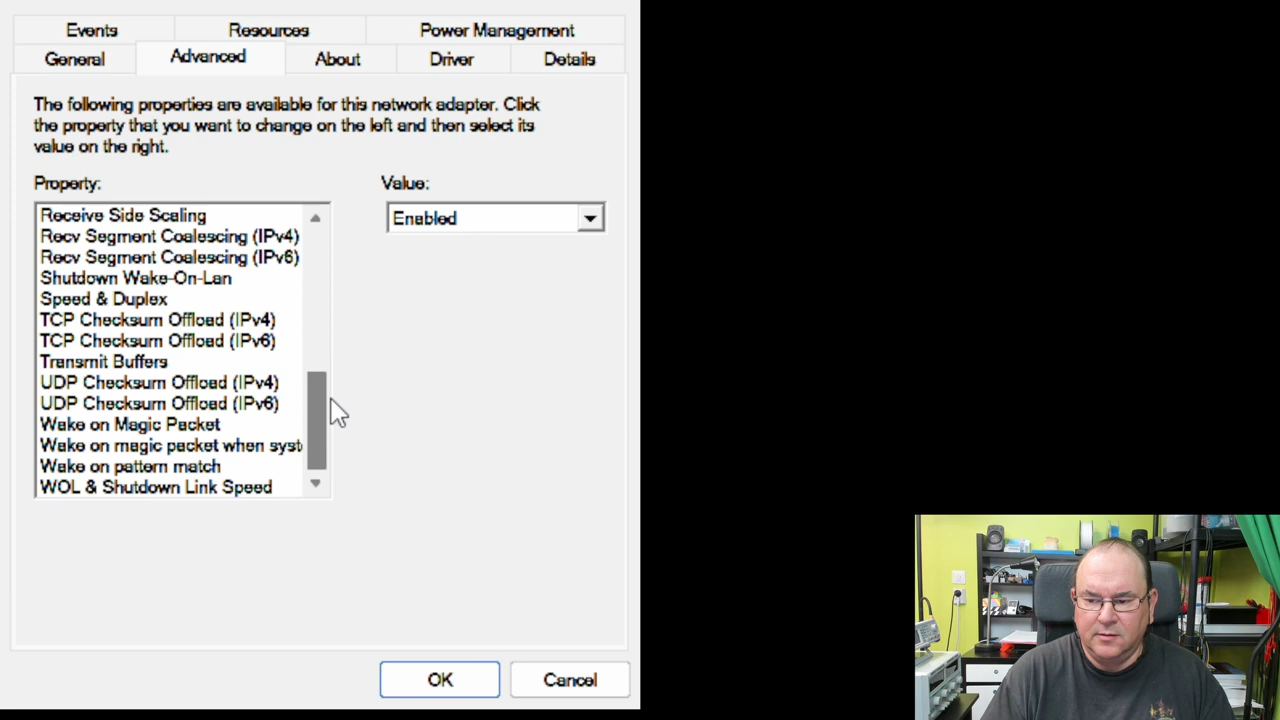 Events Resources Power Management
General Advanced About Driver Details
The following properties are available for this network adapter. Click
the property that you want to change on the left and then select its
value on the right.
Property: Value:
Receive Side Scaling
Enabled
Recv Segment Coalescing (IPv4)
Recv Segment Coalescing (IPv6)
Shutdown Wake-On-Lan
Speed & Duplex
TCP Checksum Offload (IPv4)
TCP Checksum Offload (IPv6)
Transmit Buffers
UDP Checksum Offload (IPv4)
UDP Checksum Offload (IPv6)
Wake on Magic Packet
Wake on magic packet when syst
Wake on pattern match
WOL & Shutdown Link Speed
OK Cancel